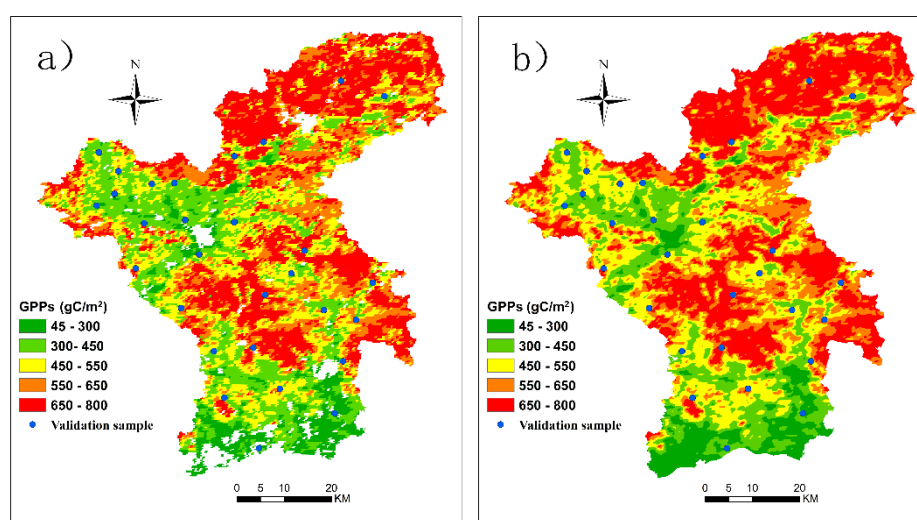 a)
N
GPPs (gC/m²)
45 - 300
300- 450
450 - 550
550 - 650
650 - 800
Validation sample
0 5 10 20
KM
b)
N
GPPs (gC/m²)
45 - 300
300 - 450
450 - 550
550 - 650
650 - 800
Validation sample
0 5 10 20
KM